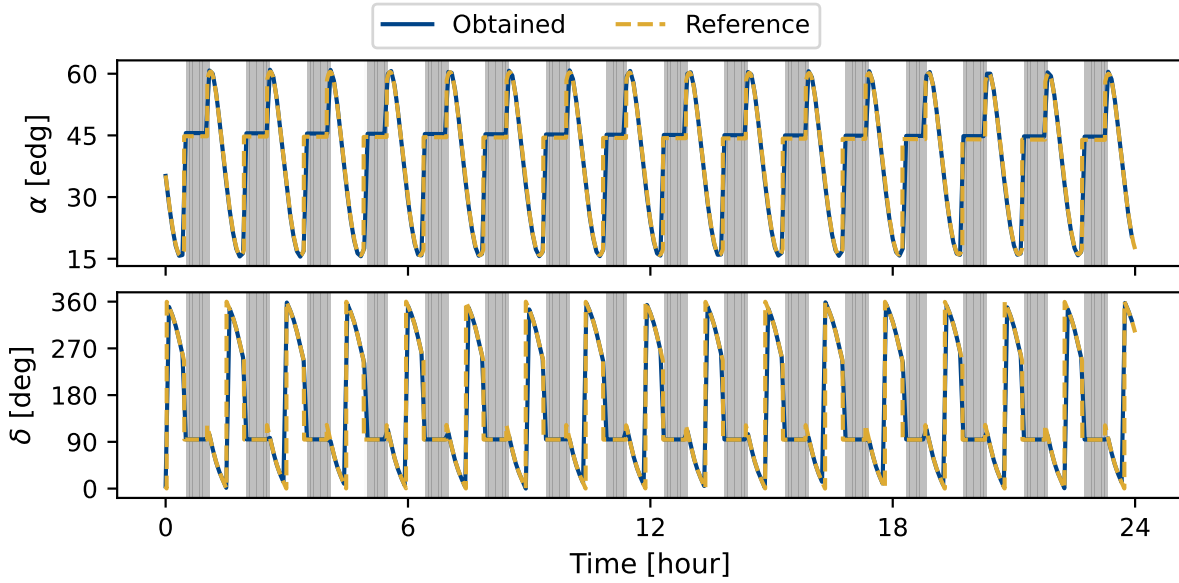 Obtained Reference
60
45
30
15
α [edg]
360
270
180
90
0
δ [deg]
0 6 12 18 24
Time [hour]